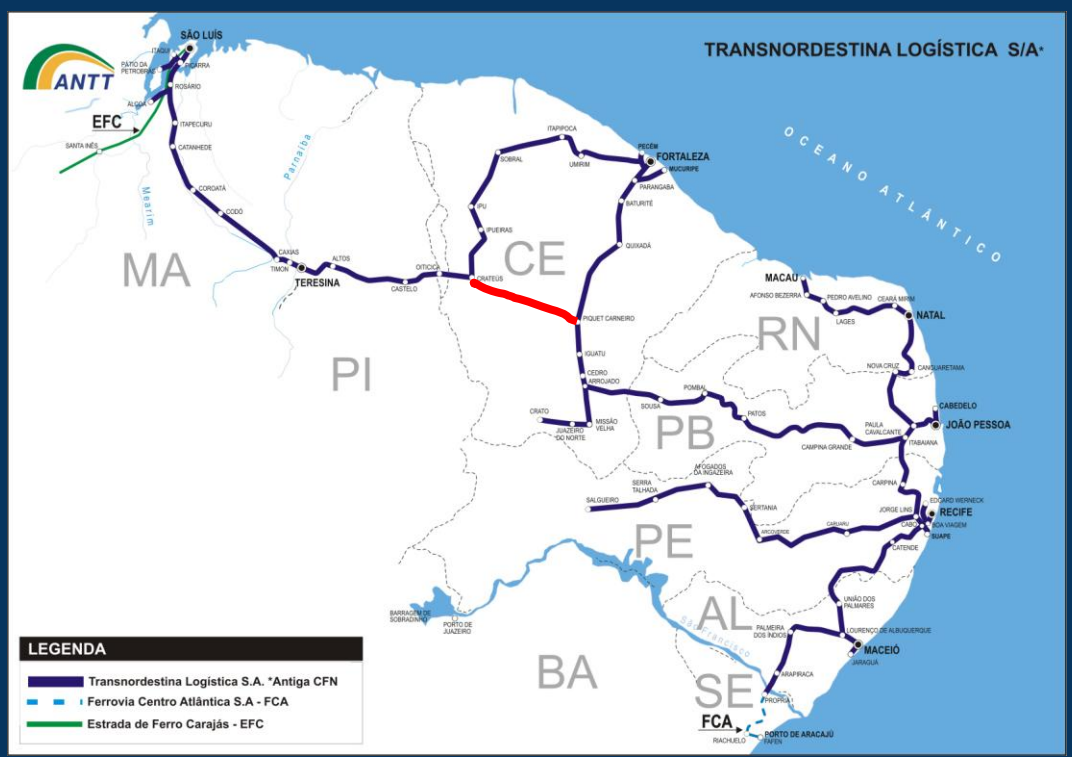 TRANSNORDESTINA LOGÍSTICA S/A*
ANTT
SÃO LUÍS
ITAQUI
PIÇARRA
PÁTIO DA
PETROBRÁS
ROSÁRIO
EFC
ITAPECURU
SANTA INÊS
CATANHEDE
Mearim
Parnaíba
COROATÁ
CODÓ
MA
CAXIAS
TIMON
TERESINA
ALTOS
CASTELO
OITICICA
CRATEÚS
PI
ITAPIPOCA
SOBRAL
UMIRIM
PECÉM
FORTALEZA
MUCURIPE
PARANGABA
IPU
BATURITÉ
IPUEIRAS
QUIXADÁ
CE
OCEANO ATLÂNTICO
PIQUET CARNEIRO
IGUATU
CEDRO
ARROJADO
CRATO
JUAZEIRO
DO NORTE
MISSÃO
VELHA
MACAU
AFONSO BEZERRA
PEDRO AVELINO
LAGES
CEARÁ MIRIM
NATAL
RN
NOVA CRUZ
CANGUARETAMA
SOUSA
POMBAL
PATOS
PB
CAMPINA GRANDE
PAULA
CAVALCANTE
CABEDELO
JOÃO PESSOA
ITABAIANA
SALGUEIRO
SERRA
TALHADA
AFOGADOS
DA INGAZEIRA
SERTANIA
ARCOVERDE
CARUARU
CARPINA
EDGARD WERNECK
JORGE LINS
RECIFE
CABO
BOA VIAGEM
SUAPE
CATENDE
PE
UNIÃO DOS
PALMARES
AL
PALMEIRA
DOS ÍNDIOS
LOURENÇO DE ALBUQUERQUE
MACEIÓ
JARAGUÁ
São Francisco
ARAPIRACA
BARRAGEM DE
SOBRADINHO
PORTO DE
JUAZEIRO
BA
SE
PROPRIÁ
FCA
RIACHUELO
PORTO DE ARACAJÚ
FAFEN
LEGENDA
Transnordestina Logística S.A. *Antiga CFN
Ferrovia Centro Atlântica S.A - FCA
Estrada de Ferro Carajás - EFC